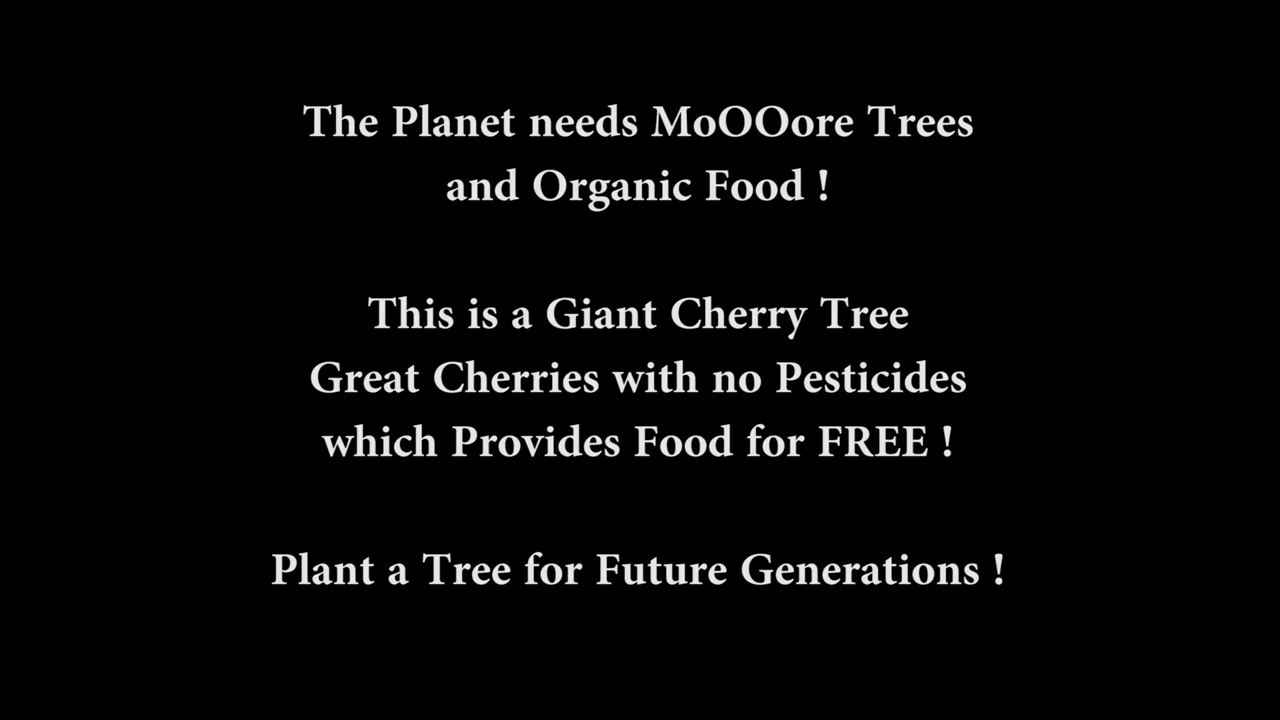 The Planet needs MoOOore Trees
and Organic Food !
This is a Giant Cherry Tree
Great Cherries with no Pesticides
which Provides Food for FREE !
Plant a Tree for Future Generations !